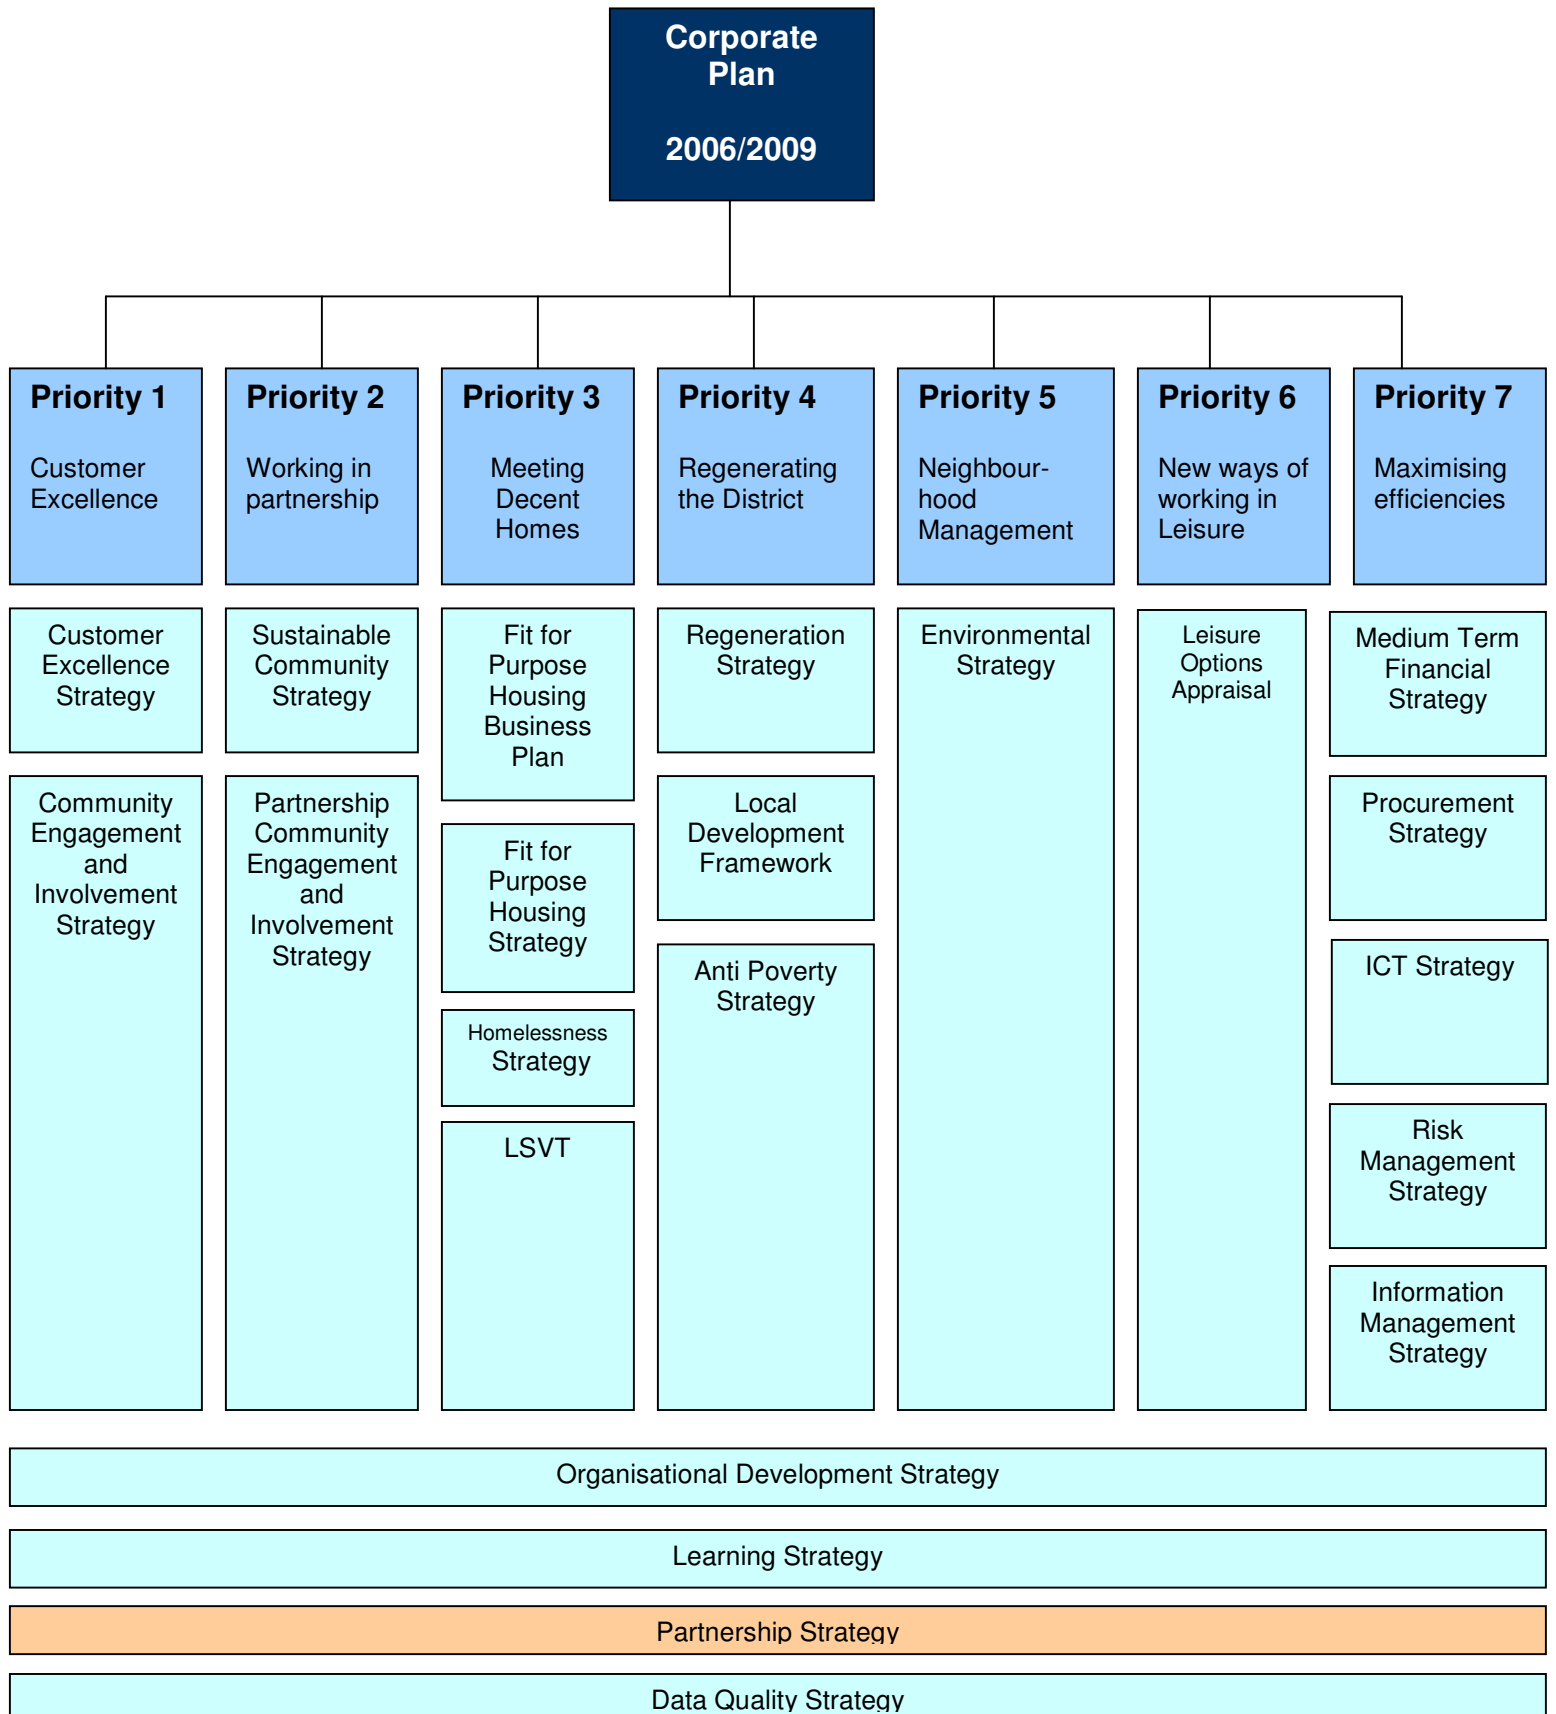 Corporate
Plan
2006/2009
Priority 1
Customer
Excellence
Priority 2
Working in
partnership
Priority 3
Meeting
Decent
Homes
Priority 4
Regenerating
the District
Priority 5
Neighbour-
hood
Management
Priority 6
New ways of
working in
Leisure
Priority 7
Maximising
efficiencies
Customer
Excellence
Strategy
Community
Engagement
and
Involvement
Strategy
Sustainable
Community
Strategy
Partnership
Community
Engagement
and
Involvement
Strategy
Fit for
Purpose
Housing
Business
Plan
Fit for
Purpose
Housing
Strategy
Homelessness
Strategy
LSVT
Regeneration
Strategy
Local
Development
Framework
Anti Poverty
Strategy
Environmental
Strategy
Leisure
Options
Appraisal
Medium Term
Financial
Strategy
Procurement
Strategy
ICT Strategy
Risk
Management
Strategy
Information
Management
Strategy
Organisational Development Strategy
Learning Strategy
Partnership Strategy
Data Quality Strategy